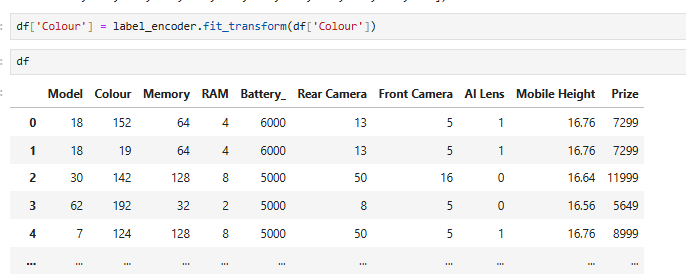 df['Colour'] = label_encoder.fit_transform(df['Colour'])
df
Model Colour Memory RAM Battery_ Rear Camera Front Camera AI Lens Mobile Height Prize
0 18 152 64 4 6000 13 5 1 16.76 7299
1 18 19 64 4 6000 13 5 1 16.76 7299
2 30 142 128 8 5000 50 16 0 16.64 11999
3 62 192 32 2 5000 8 5 0 16.56 5649
4 7 124 128 8 5000 50 5 1 16.76 8999
... ... ... ... ... ... ... ... ... ... ...